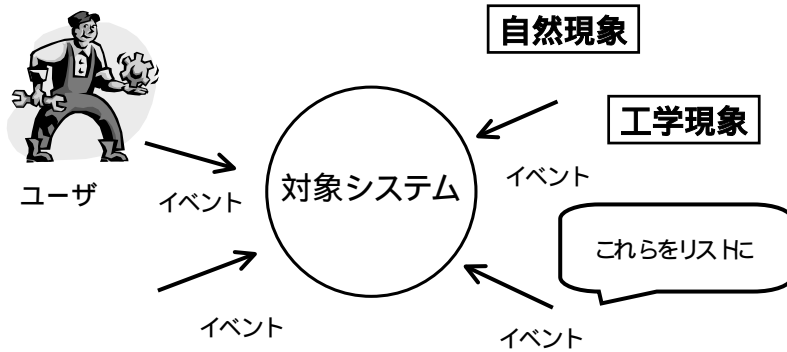 自然現象
工学現象
ユーザ
イベント
対象システム
イベント
これらをリストに
イベント
イベント